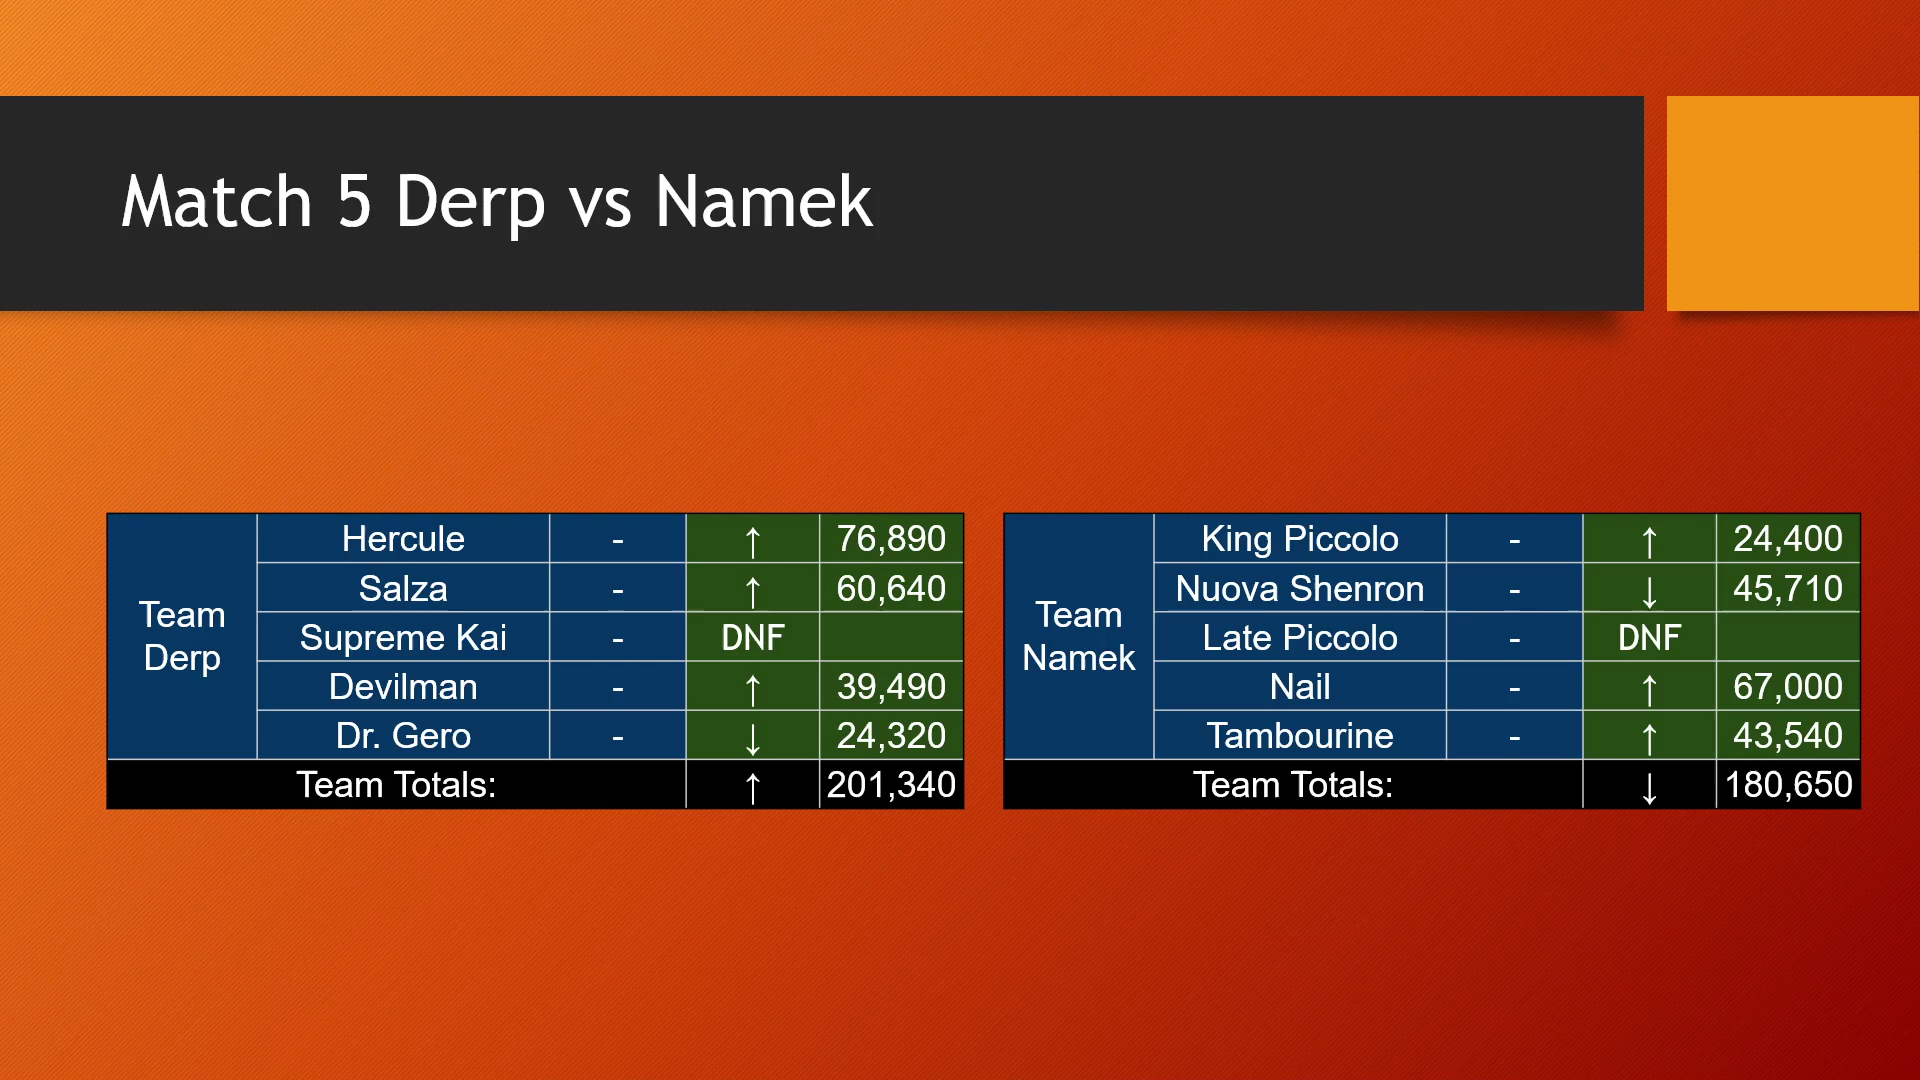 Match 5 Derp vs Namek
Team Derp
Hercule - ↑ 76,890
Salza - ↑ 60,640
Supreme Kai - DNF
Devilman - ↑ 39,490
Dr. Gero - ↓ 24,320
Team Totals: ↑ 201,340
Team Namek
King Piccolo - ↑ 24,400
Nuova Shenron - ↓ 45,710
Late Piccolo - DNF
Nail - ↑ 67,000
Tambourine - ↑ 43,540
Team Totals: ↓ 180,650